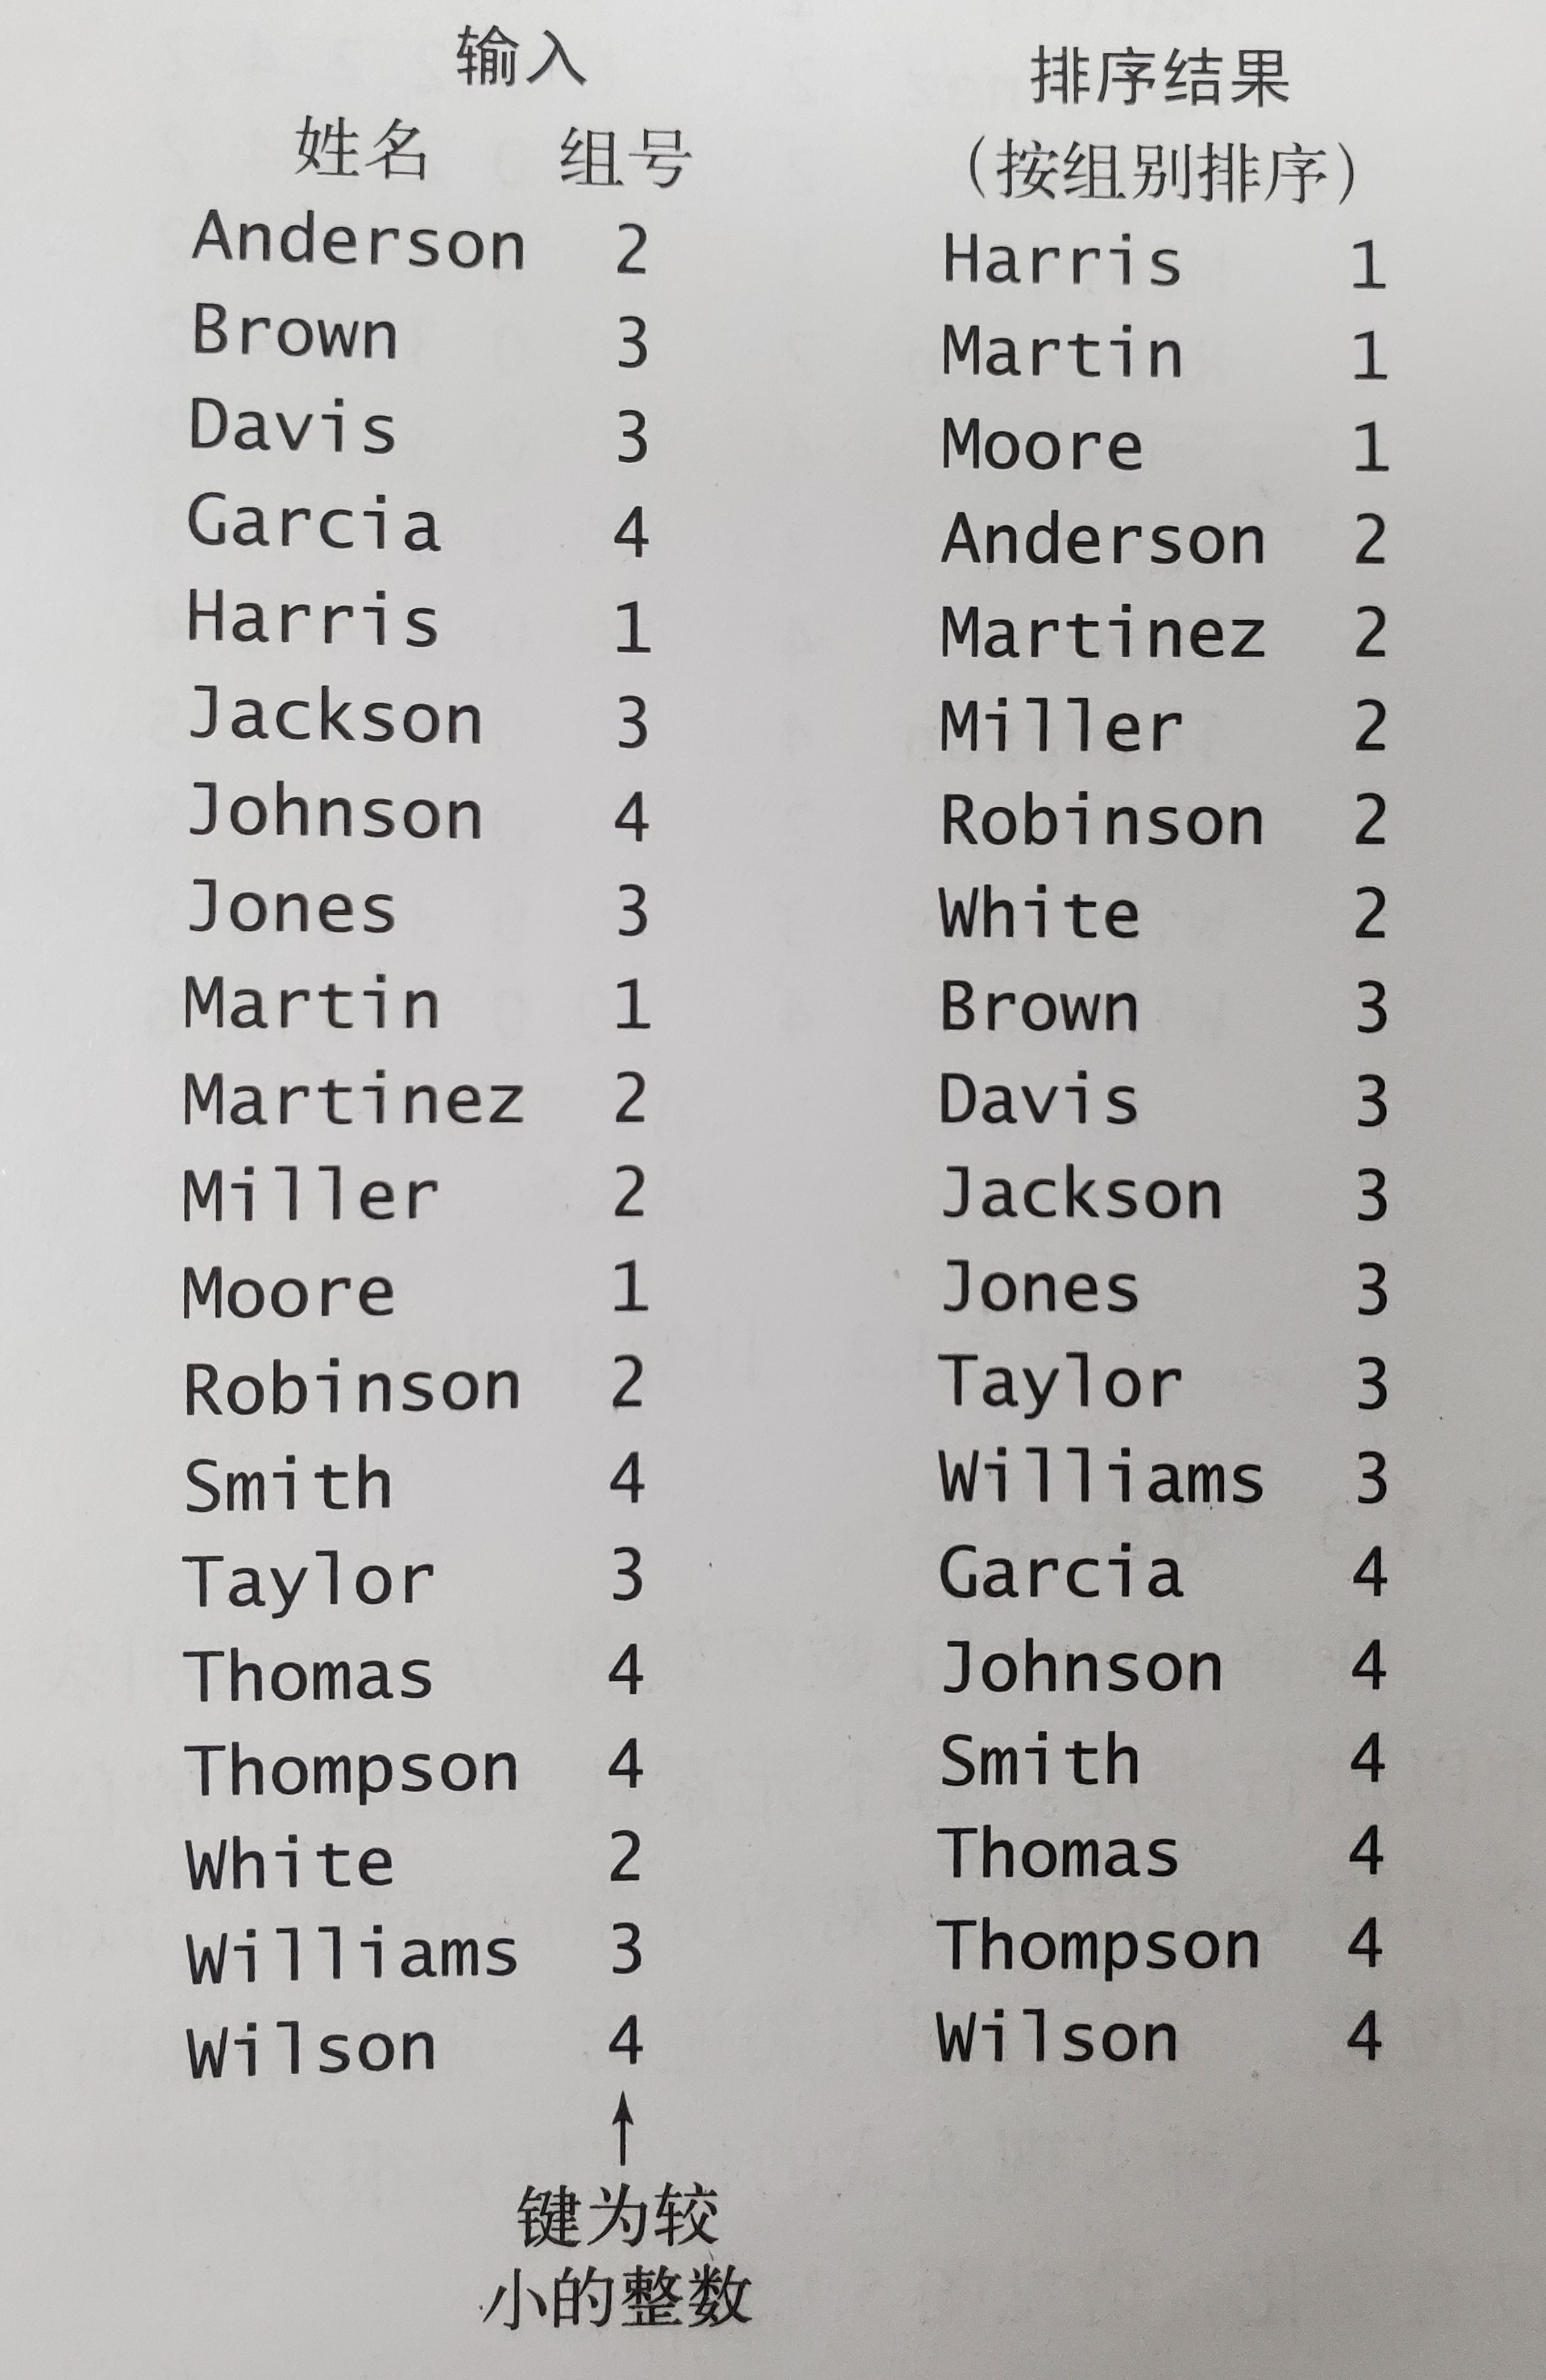 输入
姓名 组号
Anderson 2
Brown 3
Davis 3
Garcia 4
Harris 1
Jackson 3
Johnson 4
Jones 3
Martin 1
Martinez 2
Miller 2
Moore 1
Robinson 2
Smith 4
Taylor 3
Thomas 4
Thompson 4
White 2
Williams 3
Wilson 4
键为较
小的整数
排序结果
（按组别排序）
Harris 1
Martin 1
Moore 1
Anderson 2
Martinez 2
Miller 2
Robinson 2
White 2
Brown 3
Davis 3
Jackson 3
Jones 3
Taylor 3
Williams 3
Garcia 4
Johnson 4
Smith 4
Thomas 4
Thompson 4
Wilson 4